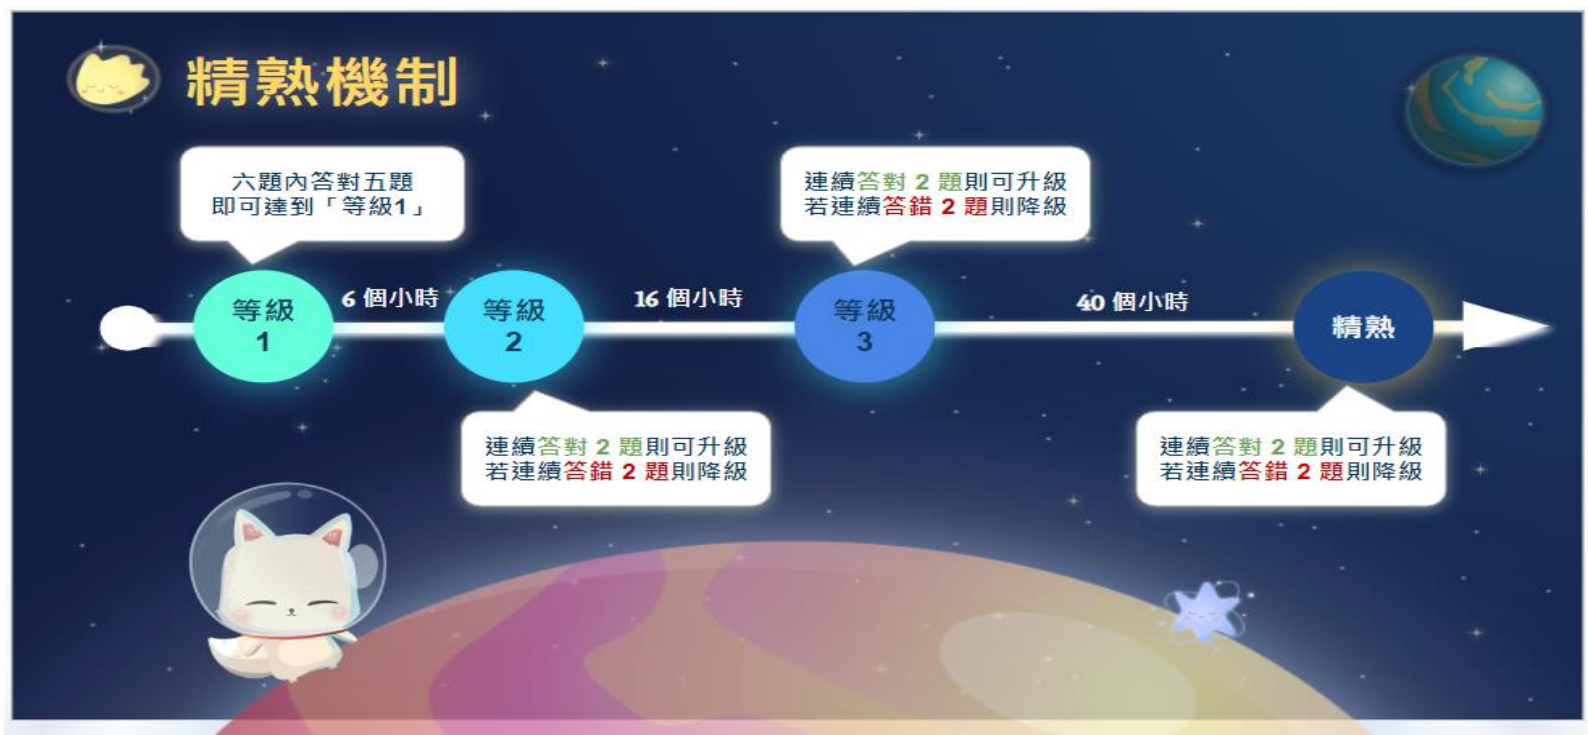 精熟機制
六題內答對五題
即可達到「等級1」
連續答對 2 題則可升級
若連續答錯 2 題則降級
等級
1
6 個小時
等級
2
16 個小時
等級
3
40 個小時
精熟
連續答對 2 題則可升級
若連續答錯 2 題則降級
連續答對 2 題則可升級
若連續答錯 2 題則降級